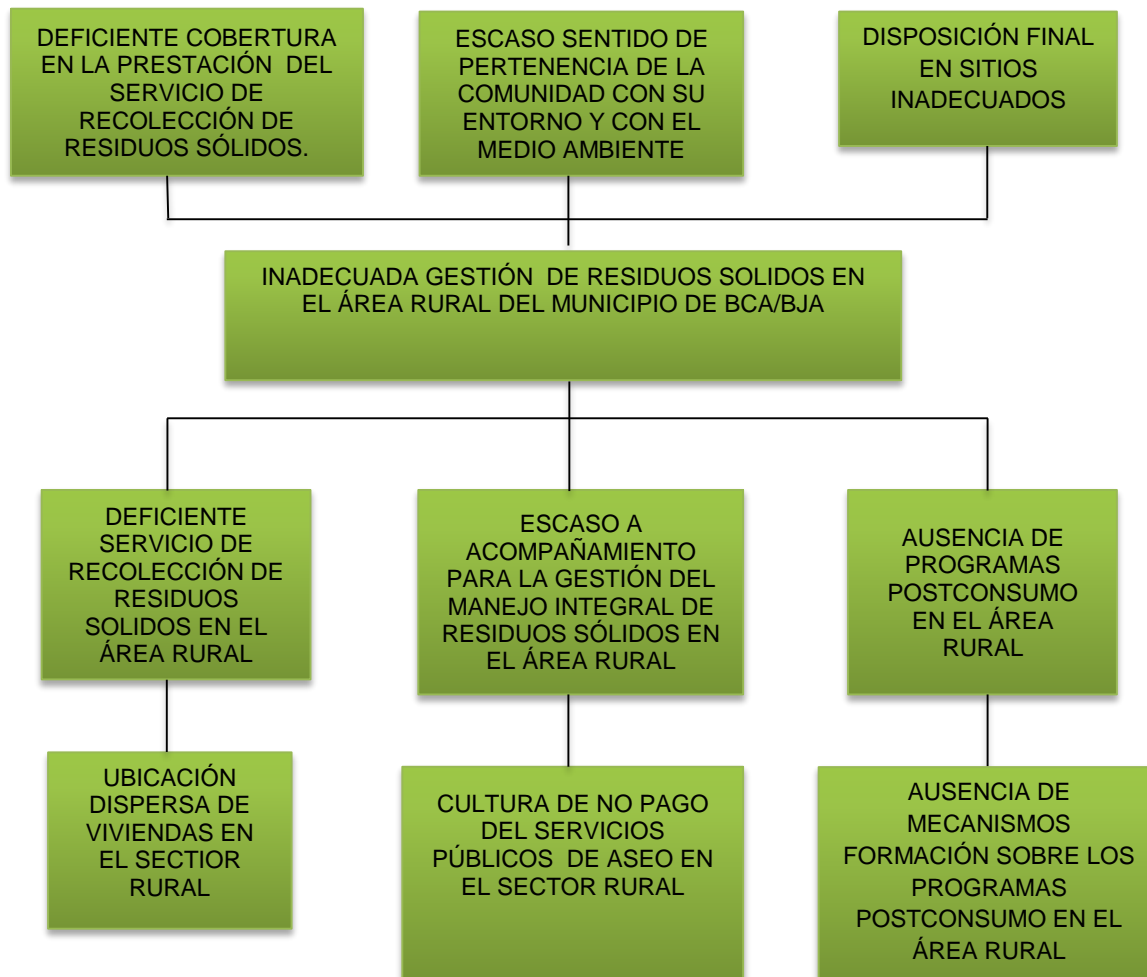 DEFICIENTE COBERTURA
EN LA PRESTACIÓN DEL
SERVICIO DE
RECOLECCIÓN DE
RESIDUOS SÓLIDOS.
ESCASO SENTIDO DE
PERTENENCIA DE LA
COMUNIDAD CON SU
ENTORNO Y CON EL
MEDIO AMBIENTE
DISPOSICIÓN FINAL
EN SITIOS
INADECUADOS
INADECUADA GESTIÓN DE RESIDUOS SOLIDOS EN
EL ÁREA RURAL DEL MUNICIPIO DE BCA/BJA
DEFICIENTE
SERVICIO DE
RECOLECCIÓN DE
RESIDUOS
SOLIDOS EN EL
ÁREA RURAL
ESCASO A
ACOMPAÑAMIENTO
PARA LA GESTIÓN DEL
MANEJO INTEGRAL DE
RESIDUOS SÓLIDOS EN
EL ÁREA RURAL
AUSENCIA DE
PROGRAMAS
POSTCONSUMO
EN EL ÁREA
RURAL
UBICACIÓN
DISPERSA DE
VIVIENDAS EN
EL SECTIOR
RURAL
CULTURA DE NO PAGO
DEL SERVICIOS
PÚBLICOS DE ASEO EN
EL SECTOR RURAL
AUSENCIA DE
MECANISMOS
FORMACIÓN SOBRE LOS
PROGRAMAS
POSTCONSUMO EN EL
ÁREA RURAL